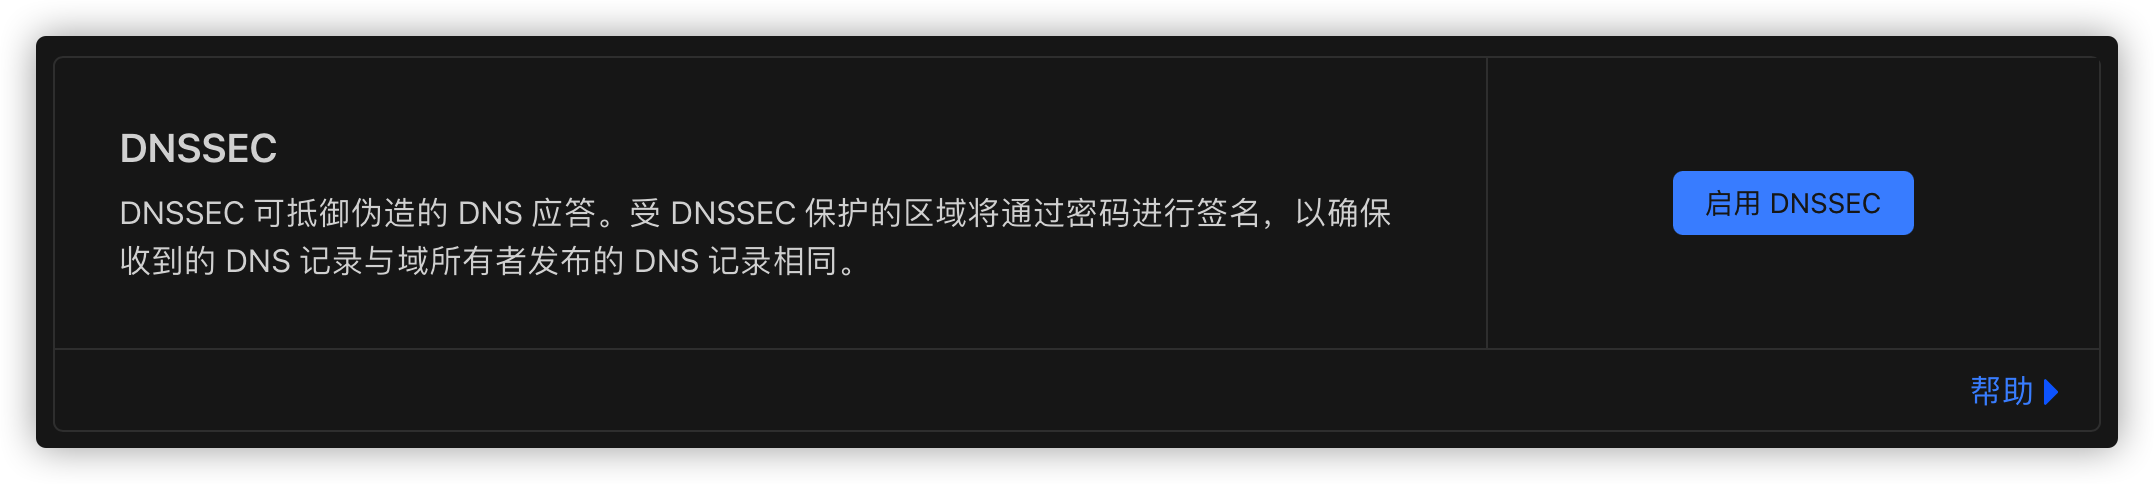 DNSSEC
DNSSEC 可抵御伪造的 DNS 应答。受 DNSSEC 保护的区域将通过密码进行签名，以确保
收到的 DNS 记录与域所有者发布的 DNS 记录相同。
启用 DNSSEC
帮助